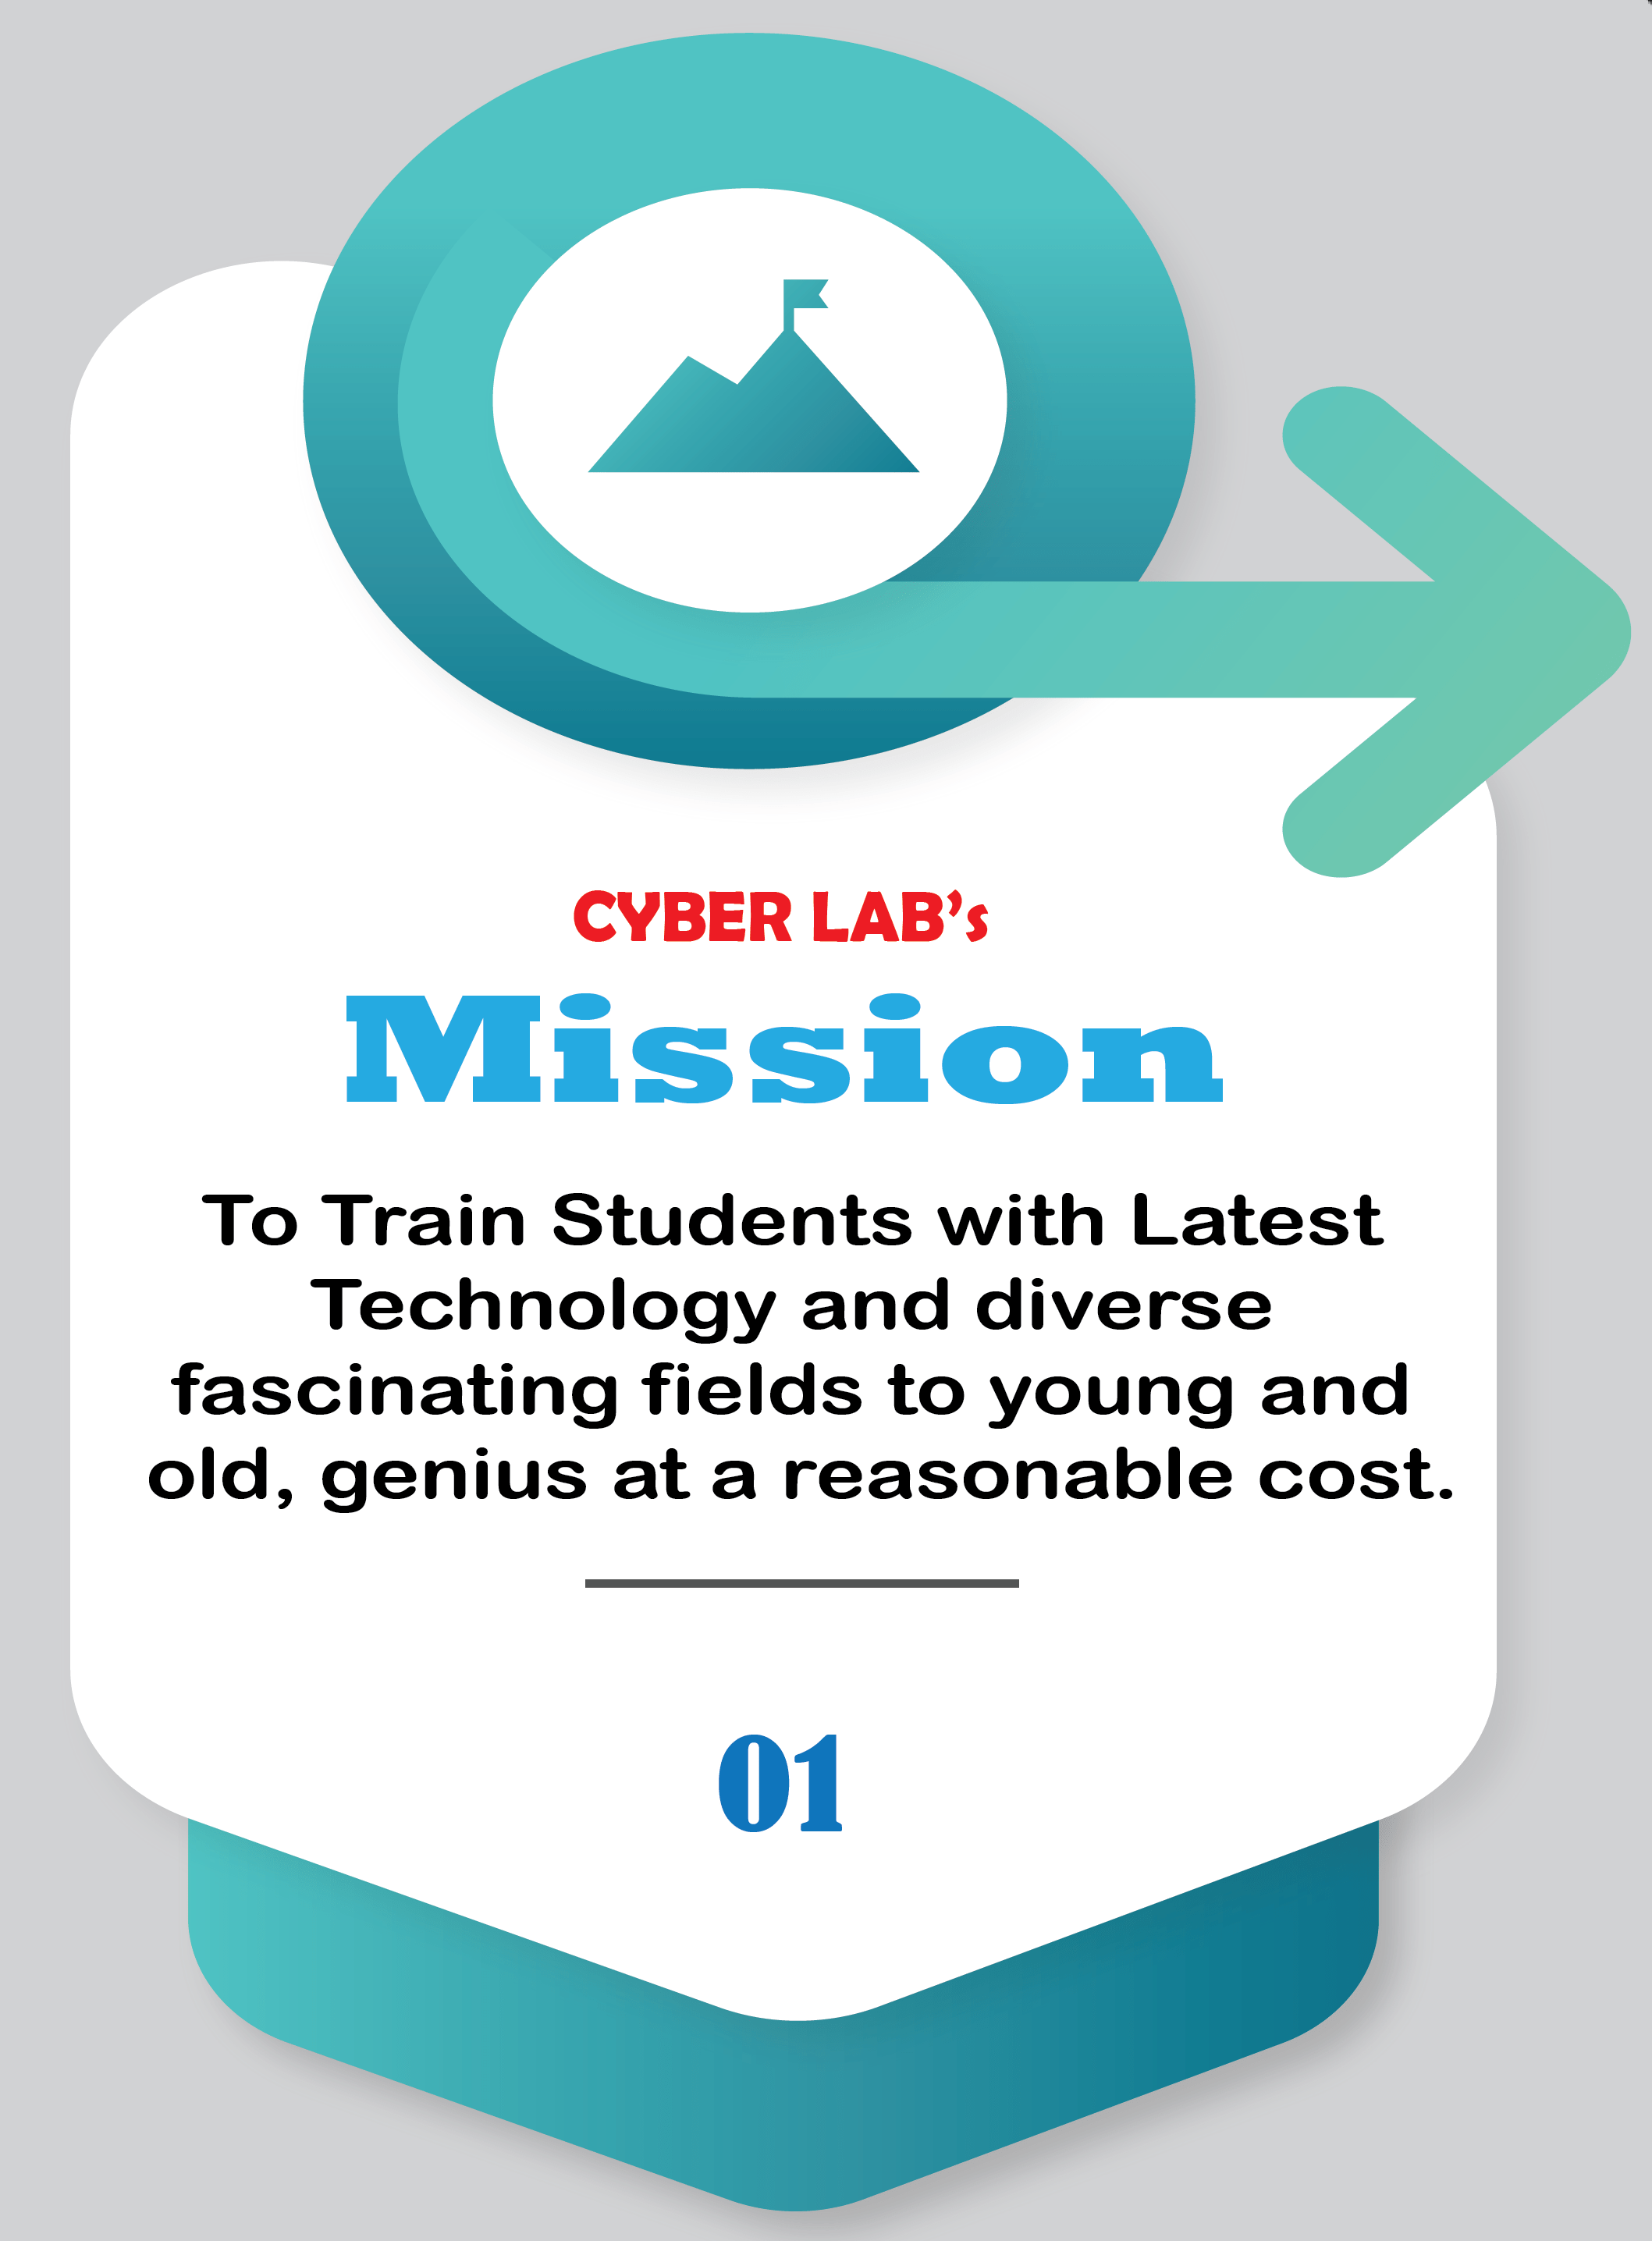 CYBER LAB’s
Mission
To Train Students with Latest
Technology and diverse
fascinating fields to young and
old, genius at a reasonable cost.
01